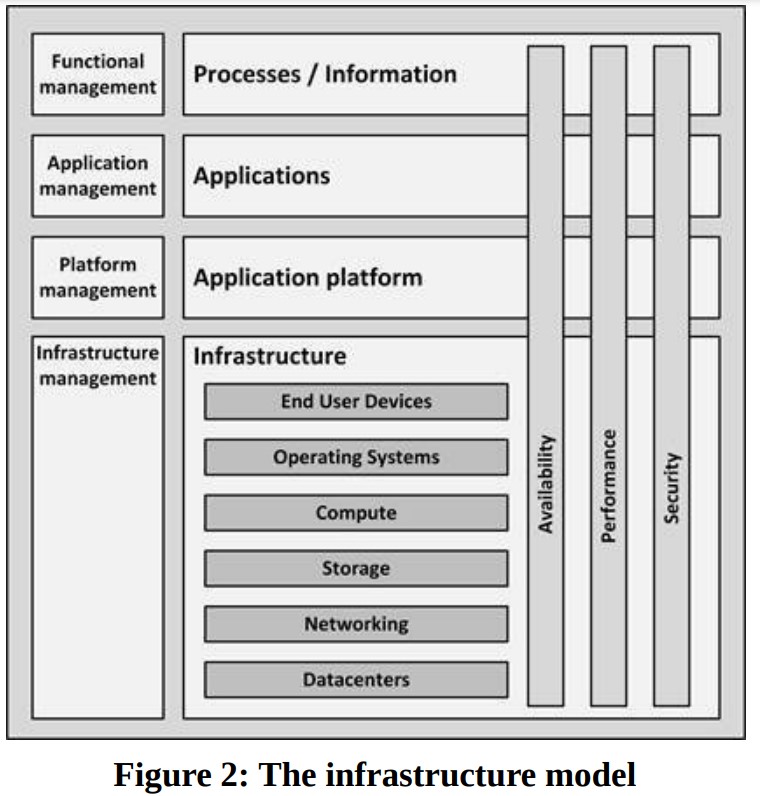 Functional
management
Processes / Information
Application
management
Applications
Platform
management
Application platform
Infrastructure
management
Infrastructure
End User Devices
Operating Systems
Compute
Storage
Networking
Datacenters
Availability
Performance
Security
Figure 2: The infrastructure model